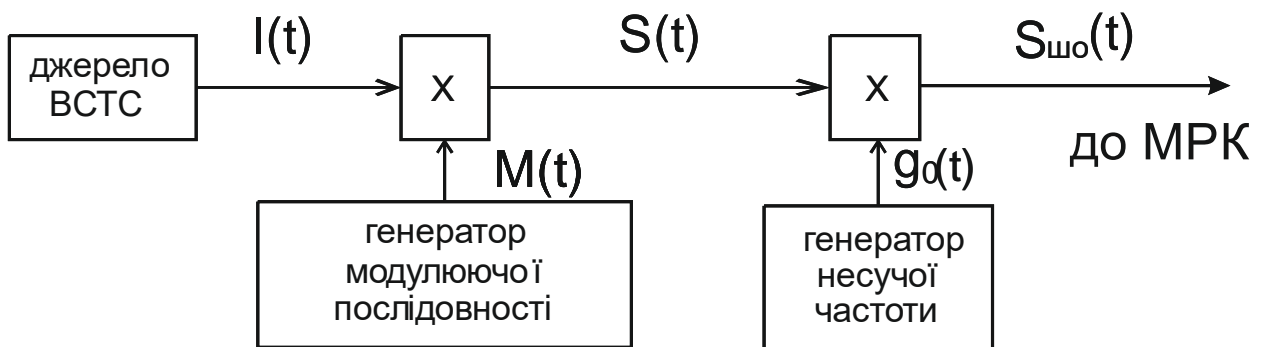 I(t)
S(t)
Sшо(t)
джерело
ВСТС
x
x
до МРК
M(t)
g0(t)
генератор
модулюючої
послідовності
генератор
несучої
частоти